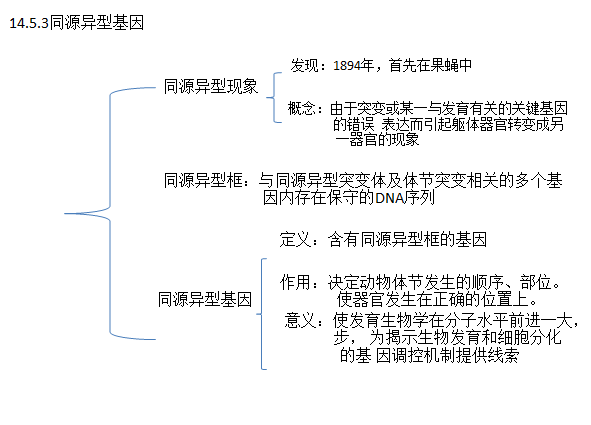 14.5.3同源异型基因
同源异型现象
发现：1894年，首先在果蝇中
概念：由于突变或某一与发育有关的关键基因
的错误 表达而引起躯体器官转变成另
一器官的现象
同源异型框：与同源异型突变体及体节突变相关的多个基
因内存在保守的DNA序列
同源异型基因
定义：含有同源异型框的基因
作用：决定动物体节发生的顺序、部位。
使器官发生在正确的位置上。
意义：使发育生物学在分子水平前进一大，
步， 为揭示生物发育和细胞分化
的基 因调控机制提供线索